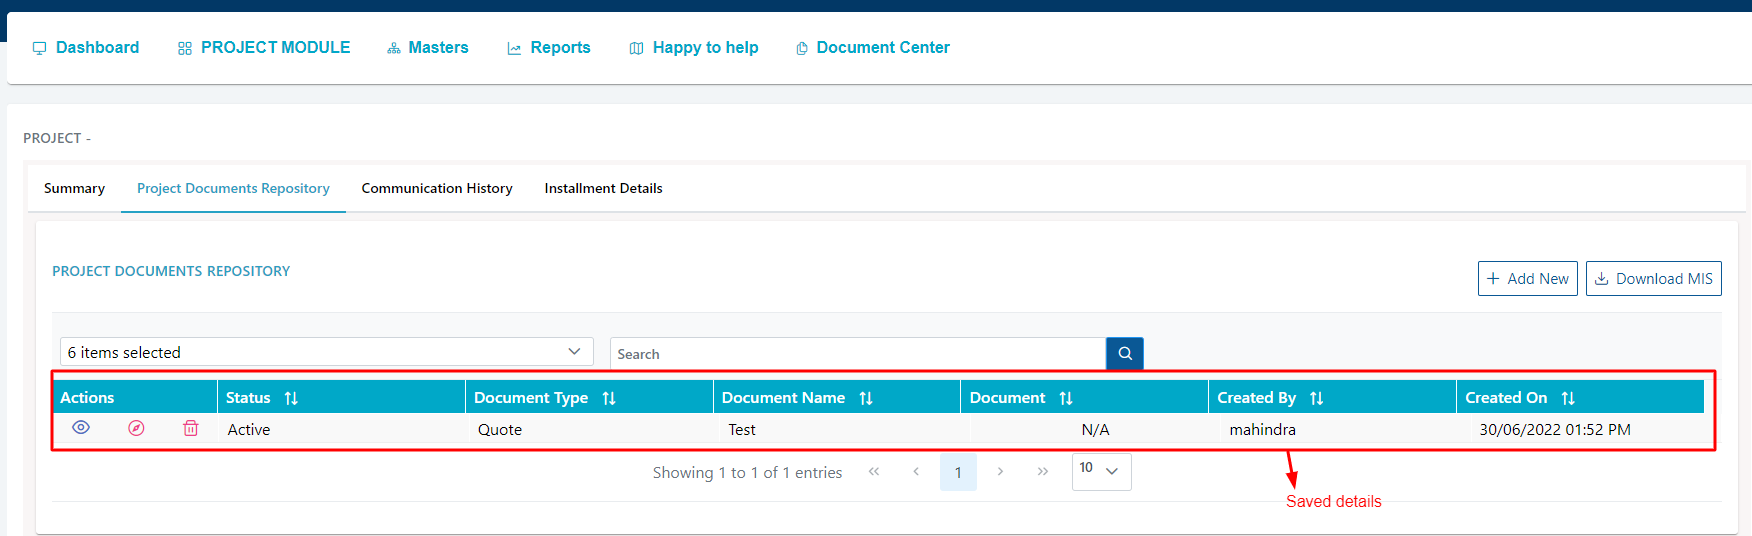 Dashboard PROJECT MODULE Masters Reports Happy to help Document Center
PROJECT -
Summary Project Documents Repository Communication History Installment Details
PROJECT DOCUMENTS REPOSITORY
Add New Download MIS
6 items selected Search
Actions Status Document Type Document Name Document Created By Created On
Active Quote Test N/A mahindra 30/06/2022 01:52 PM
Showing 1 to 1 of 1 entries « ‹ 1 › » 10
Saved details